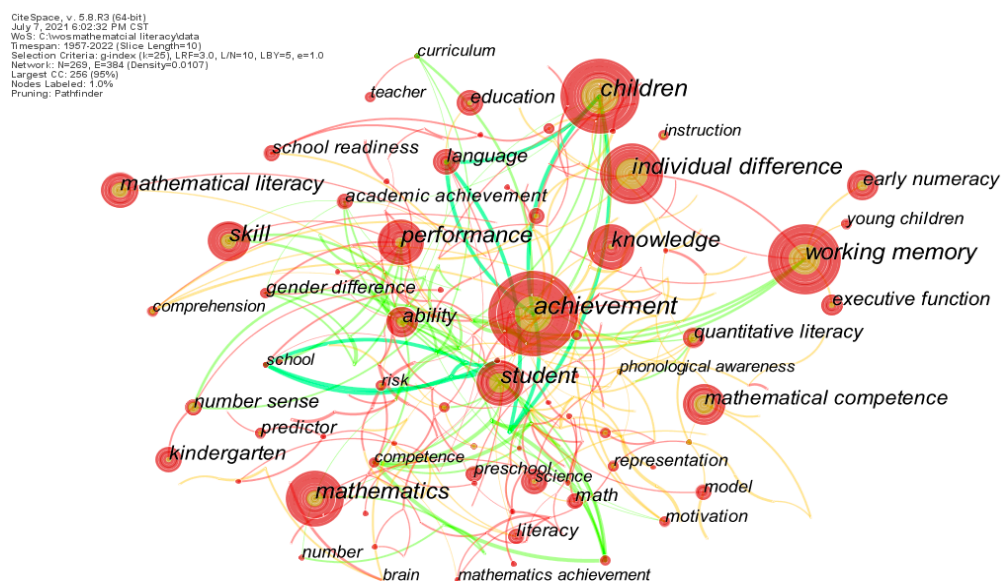 CiteSpace, v. 5.8.R3 (64-bit)
July 7, 2021 6:02:32 PM CST
WoS: C:\wosmathematcial literacy\data
Timespan: 1957-2022 (Slice Length=10)
Selection Criteria: g-index (k=25), LRF=3.0, L/N=10, LBY=5, e=1.0
Network: N=269, E=384 (Density=0.0107)
Largest CC: 256 (95%)
Nodes Labeled: 1.0%
Pruning: Pathfinder
curriculum
teacher
education
children
instruction
school readiness
language
individual difference
mathematical literacy
academic achievement
early numeracy
young children
skill
performance
knowledge
working memory
gender difference
comprehension
achievement
executive function
ability
quantitative literacy
school
risk
student
phonological awareness
number sense
mathematical competence
predictor
kindergarten
competence
preschool
science
representation
mathematics
math
model
motivation
literacy
number
brain
mathematics achievement